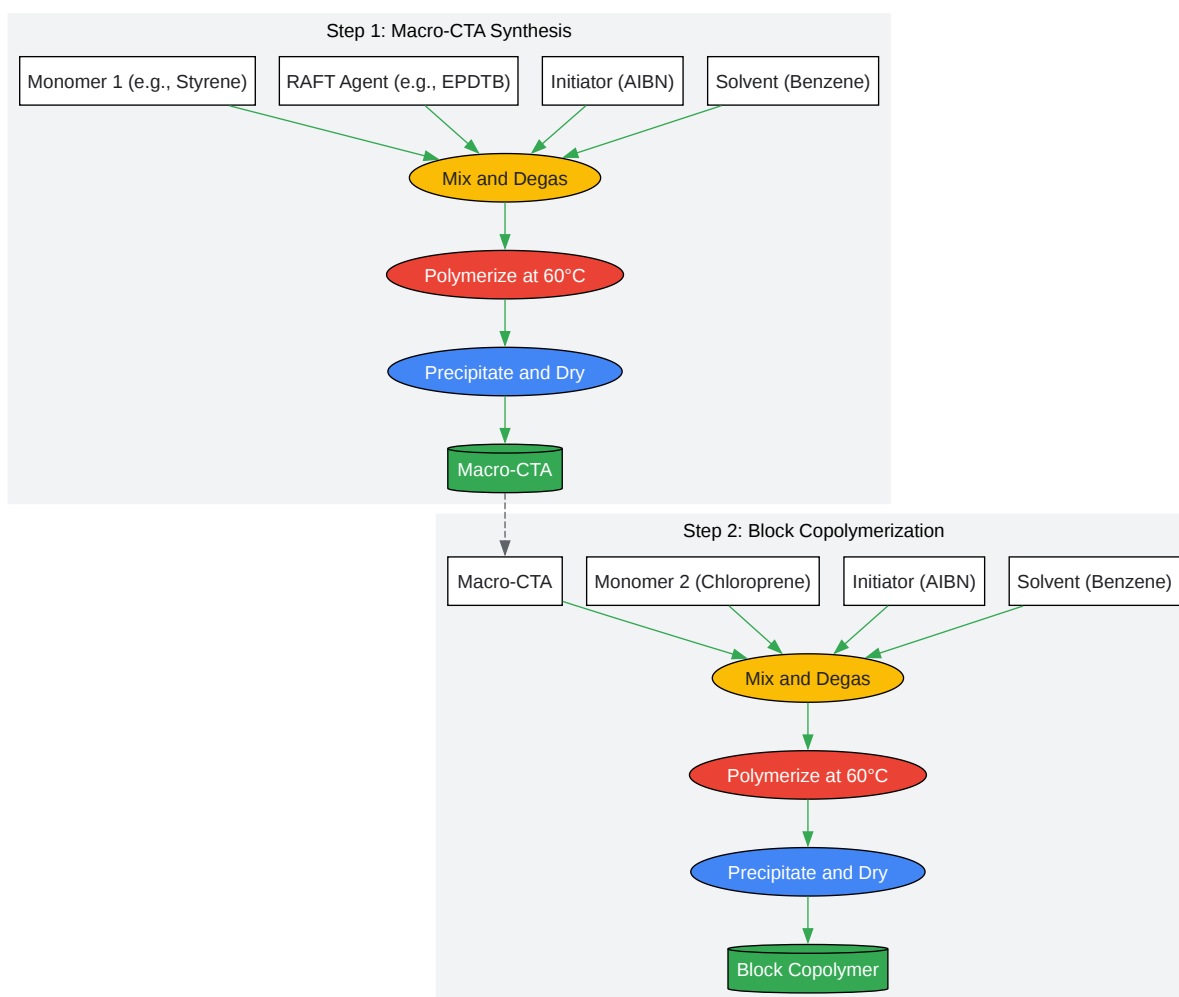 Step 1: Macro-CTA Synthesis
Monomer 1 (e.g., Styrene)
RAFT Agent (e.g., EPDTB)
Initiator (AIBN)
Solvent (Benzene)
Mix and Degas
Polymerize at 60°C
Precipitate and Dry
Macro-CTA
Step 2: Block Copolymerization
Macro-CTA
Monomer 2 (Chloroprene)
Initiator (AIBN)
Solvent (Benzene)
Mix and Degas
Polymerize at 60°C
Precipitate and Dry
Block Copolymer